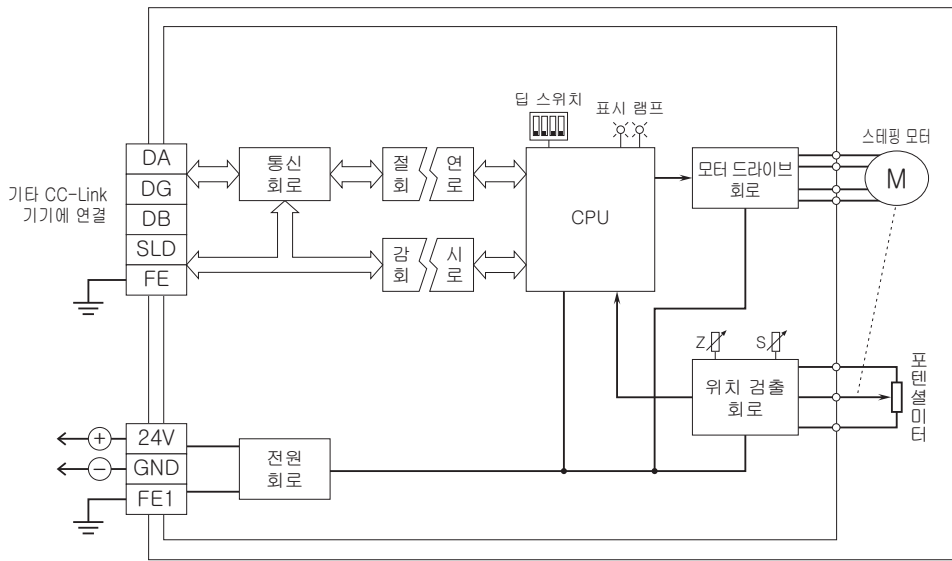 딥 스위치
표시 램프
스테핑 모터
DA
DG
DB
SLD
FE
기타 CC-Link
기기에 연결
통신
회로
절 연
회 로
감 시
회 로
CPU
모터 드라이브
회로
M
Z
S
위치 검출
회로
포텐셜미터
24V
GND
FE1
+
−
전원
회로